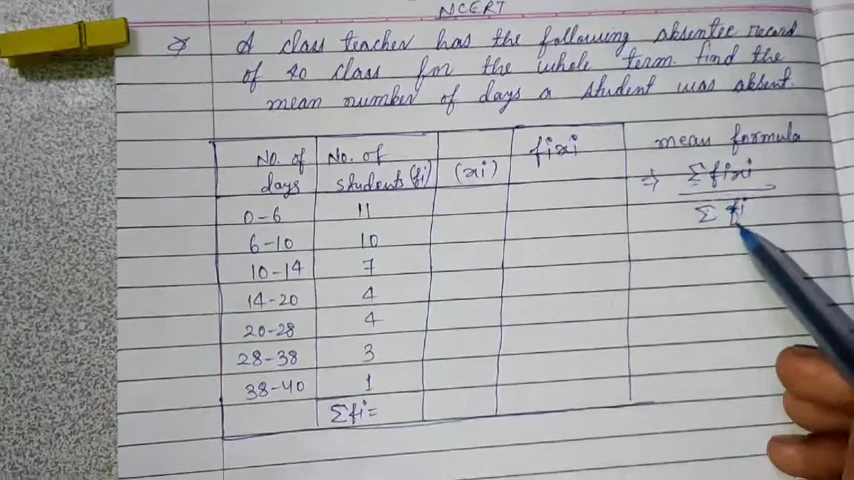 NCERT
A class teacher has the following absentee record
of 40 class for the whole term. find the
mean number of days a student was absent.
No. of days No. of students (fi) (xi) fixi
mean formula
⇒ Σfixi / Σfi
0-6 11
6-10 10
10-14 7
14-20 4
20-28 4
28-38 3
38-40 1
Σfi=